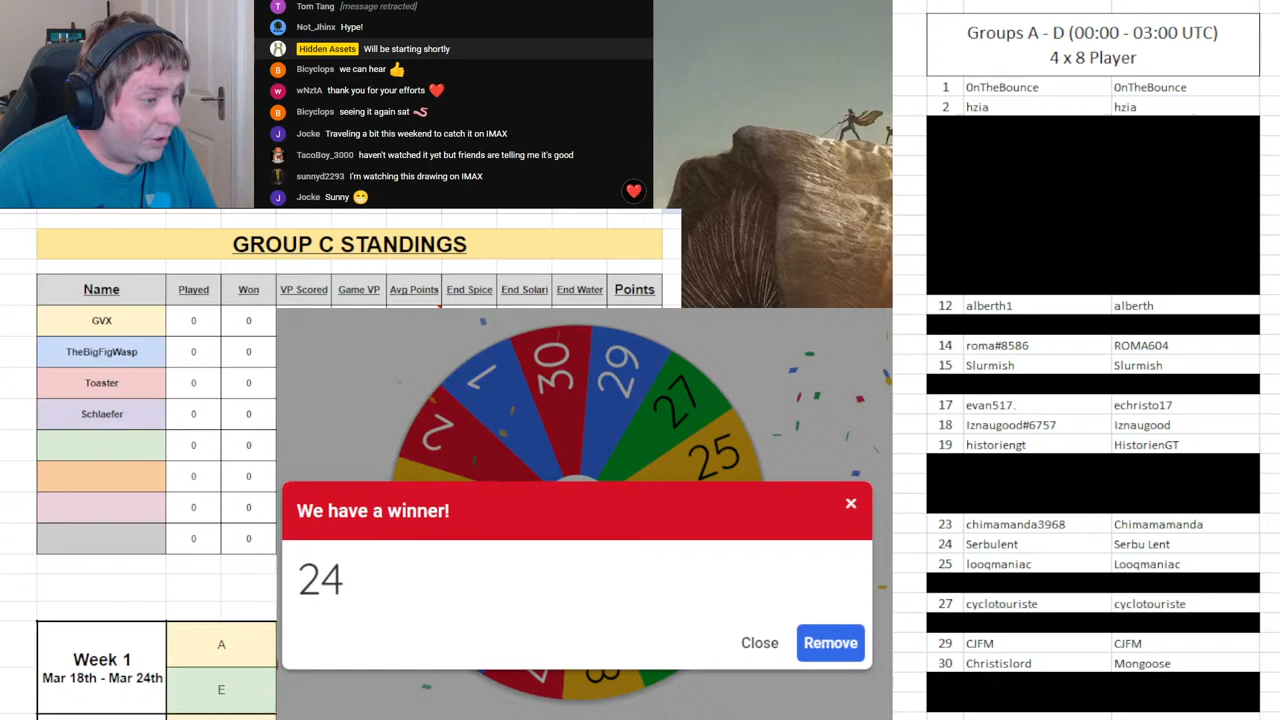 Tom Tang [message retracted]
Not_Jhinx Hype!
Hidden Assets Will be starting shortly
Bicyclops we can hear 👍
wNztA thank you for your efforts ❤️
Bicyclops seeing it again sat
Jocke Traveling a bit this weekend to catch it on IMAX
TacoBoy_3000 haven't watched it yet but friends are telling me it's good
sunnyd2293 I'm watching this drawing on IMAX
Jocke Sunny 😁
GROUP C STANDINGS
Name Played Won VP Scored Game VP Avg Points End Spice End Solari End Water Points
GVX 0 0
TheBigFigWasp 0 0
Toaster 0 0
Schlaefer 0 0
0 0
0 0
0 0
0 0
Week 1
Mar 18th - Mar 24th
A
E
2
1
30
29
27
25
We have a winner!
×
24
Close Remove
8
Groups A - D (00:00 - 03:00 UTC)
4 x 8 Player
1 0nTheBounce 0nTheBounce
2 hzia hzia
12 alberth1 alberth
14 roma#8586 ROMA604
15 Slurmish Slurmish
17 evan517. echristo17
18 Iznaugood#6757 Iznaugood
19 historiengt HistorienGT
23 chimamanda3968 Chimamamanda
24 Serbulent Serbu Lent
25 looqmaniac Looqmaniac
27 cyclotouriste cyclotouriste
29 CJFM CJFM
30 Christislord Mongoose